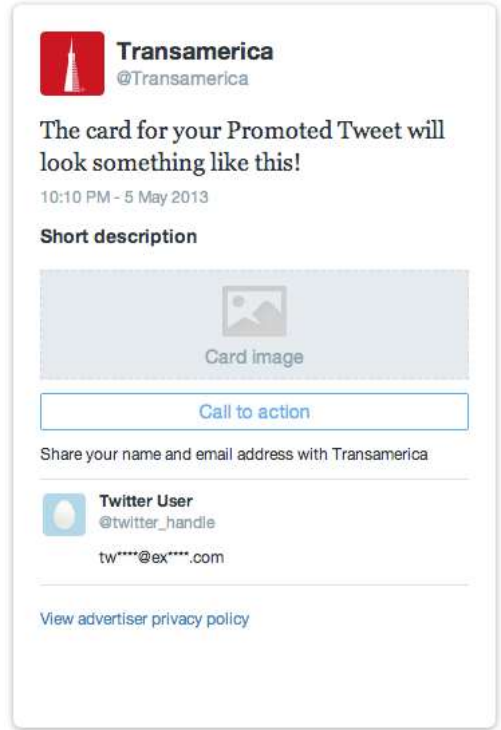 Transamerica
@Transamerica
The card for your Promoted Tweet will
look something like this!
10:10 PM - 5 May 2013
Short description
Card image
Call to action
Share your name and email address with Transamerica
Twitter User
@twitter_handle
tw****@ex****.com
View advertiser privacy policy